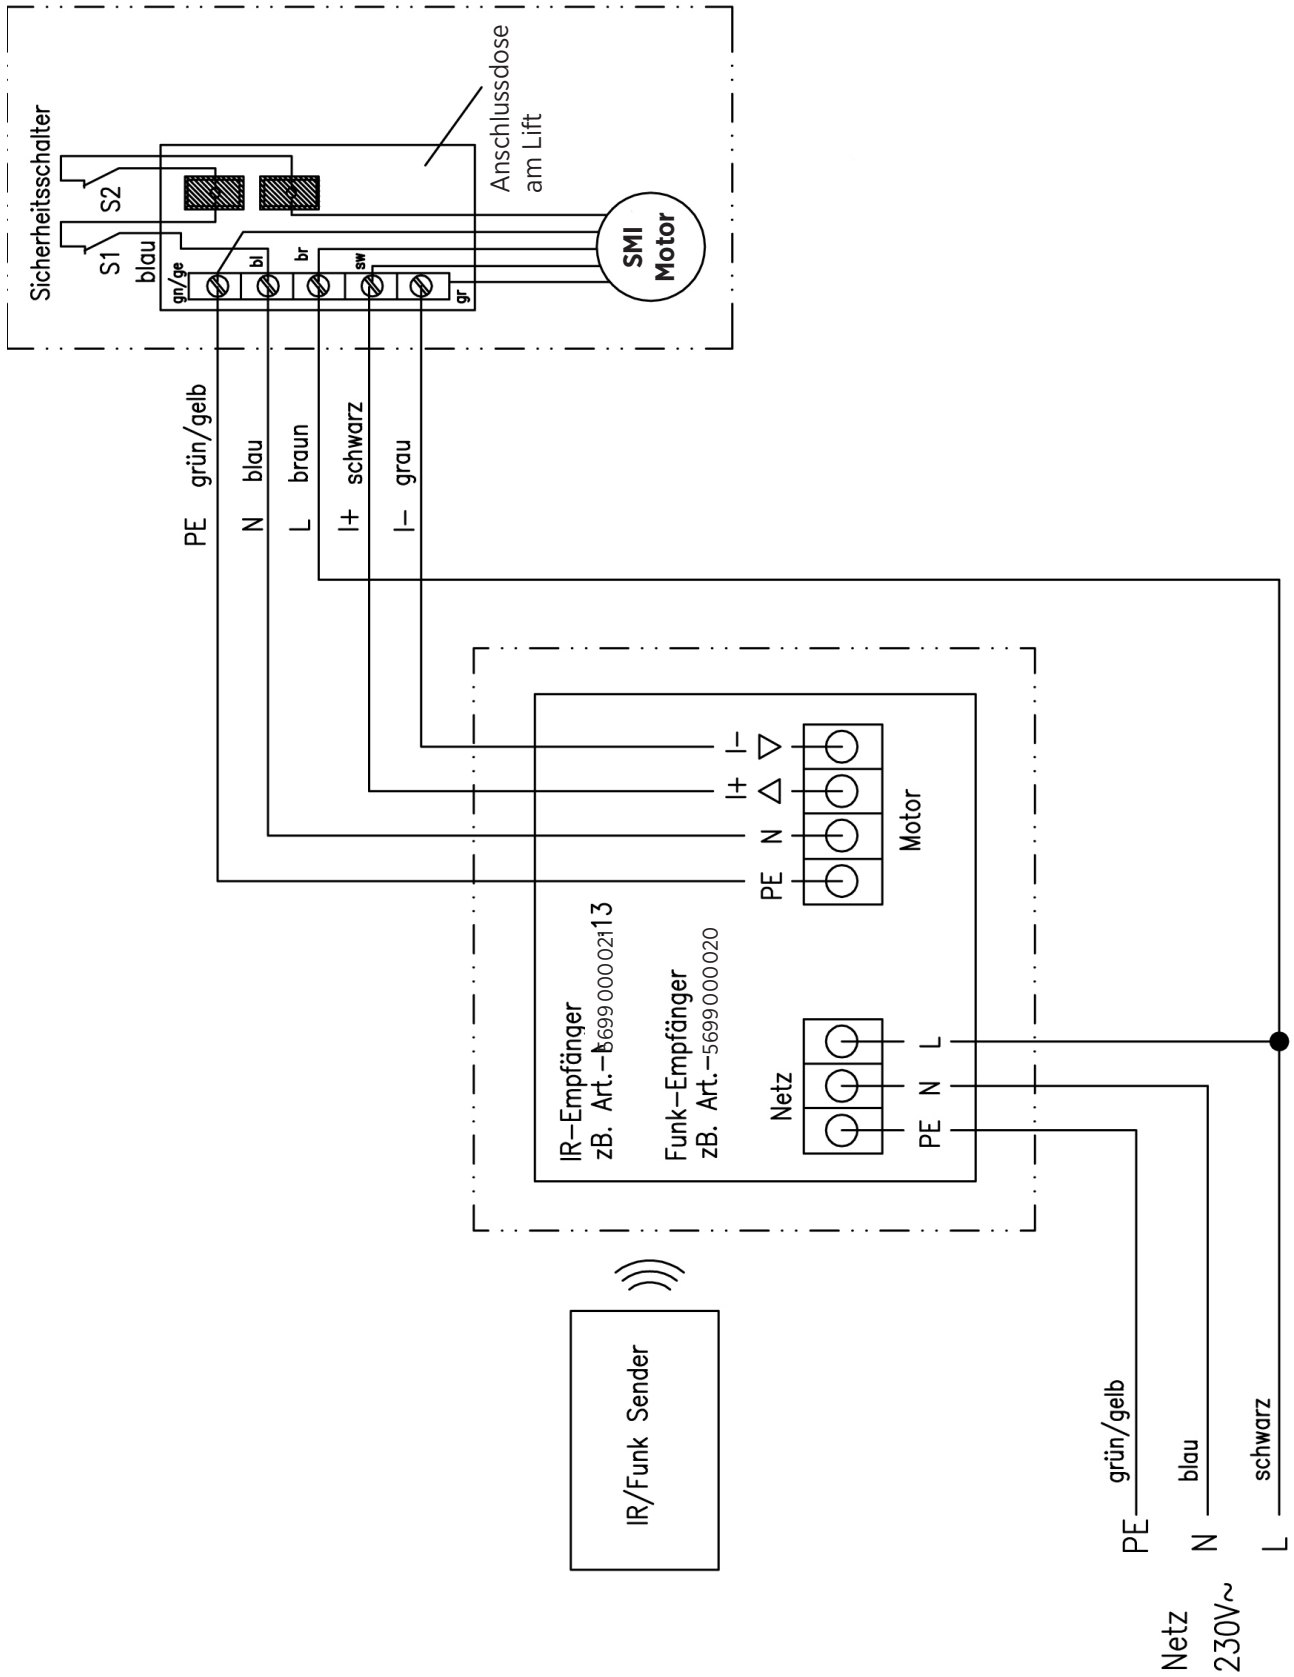 Sicherheitsschalter
S1
S2
blau
gn/ge
bl
br
sw
gr
Anschlussdose
am Lift
SMI
Motor
PE grün/gelb
N blau
L braun
I+ schwarz
I– grau
I–
I+
N
PE
Motor
IR–Empfänger
zB. Art.–
Funk–Empfänger
zB. Art.–5699000020
Netz
L
N
PE
IR/Funk Sender
Netz
230V~
PE grün/gelb
N blau
L schwarz